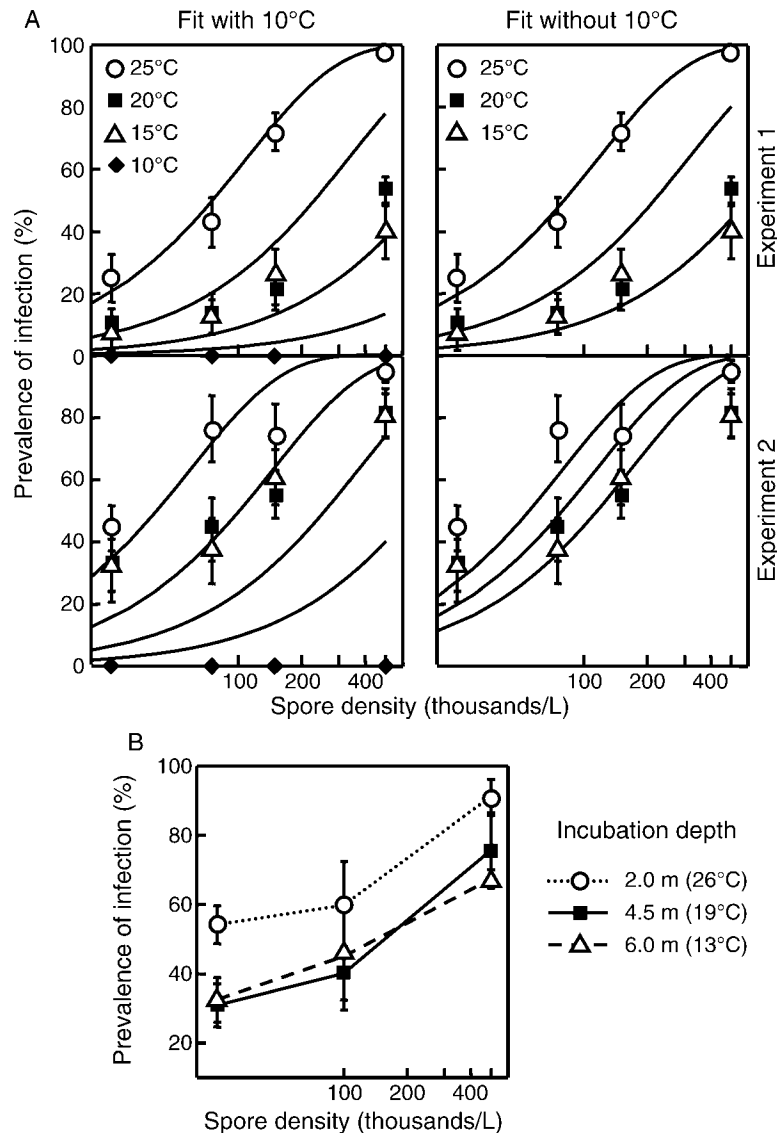 A
Fit with 10°C
Fit without 10°C
100
80
60
40
20
0
80
60
40
20
0
25°C
20°C
15°C
10°C
25°C
20°C
15°C
Prevalence of infection (%)
Experiment 1
Experiment 2
100 200 400
100 200 400
Spore density (thousands/L)
B
100
80
60
40
20
Prevalence of infection (%)
100 200 400
Spore density (thousands/L)
Incubation depth
2.0 m (26°C)
4.5 m (19°C)
6.0 m (13°C)